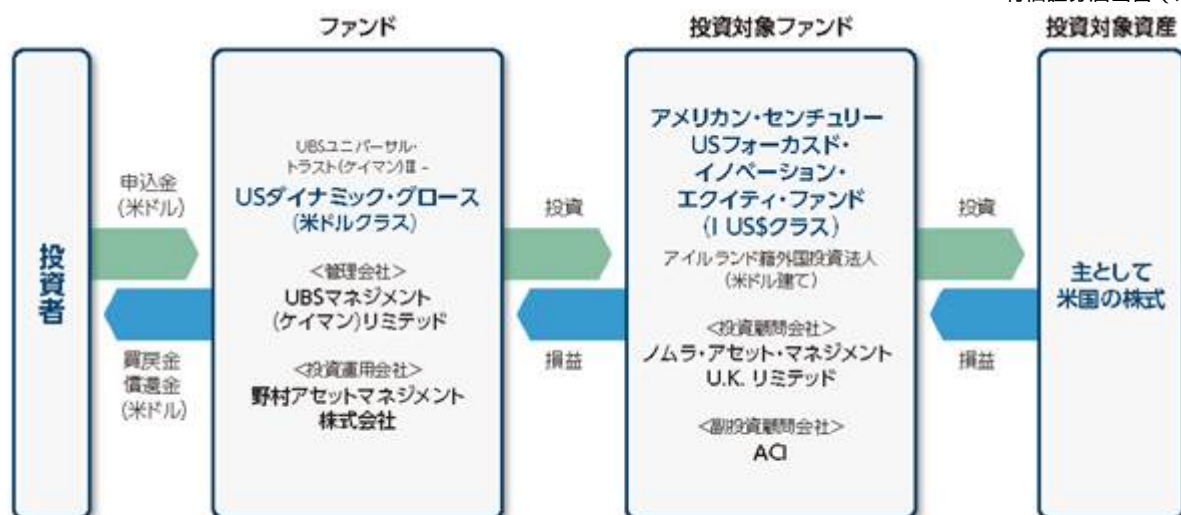 ファンド
投資対象ファンド
投資対象資産
投資者
申込金
(米ドル)
買戻金
償還金
(米ドル)
UBSユニバーサル・
トラスト(ケイマン)Ⅲ -
USダイナミック・グロース
(米ドルクラス)
<管理会社>
UBSマネジメント
(ケイマン)リミテッド
<投資運用会社>
野村アセットマネジメント
株式会社
投資
損益
アメリカン・センチュリー
USフォーカスド・
イノベーション・
エクイティ・ファンド
(I US$クラス)
アイルランド籍外国投資法人
(米ドル建て)
<投資顧問会社>
ノムラ・アセット・マネジメント
U.K. リミテッド
<副投資顧問会社>
ACI
投資
損益
主として
米国の株式